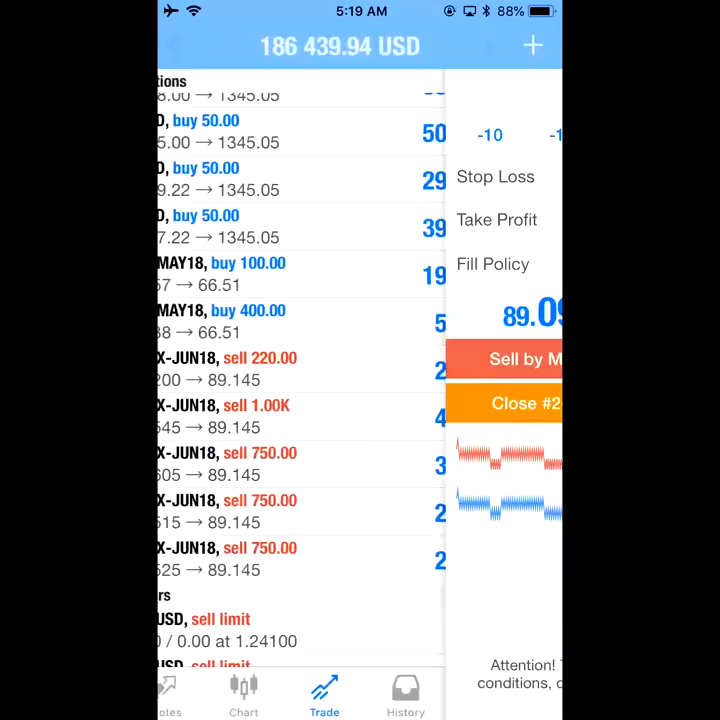 5:19 AM 88%
186 439.94 USD +
tions
8.00 → 1345.05
D, buy 50.00
5.00 → 1345.05 50
D, buy 50.00
9.22 → 1345.05 29
D, buy 50.00
7.22 → 1345.05 39
MAY18, buy 100.00
57 → 66.51 19
MAY18, buy 400.00
38 → 66.51 5
X-JUN18, sell 220.00
200 → 89.145 2
X-JUN18, sell 1.00K
545 → 89.145 4
X-JUN18, sell 750.00
605 → 89.145 3
X-JUN18, sell 750.00
515 → 89.145 2
X-JUN18, sell 750.00
525 → 89.145 2
rs
USD, sell limit
0 / 0.00 at 1.24100
USD, sell limit
-10 -1
Stop Loss
Take Profit
Fill Policy
89.09
Sell by M
Close #2
Attention! T
conditions, c
otes Chart Trade History